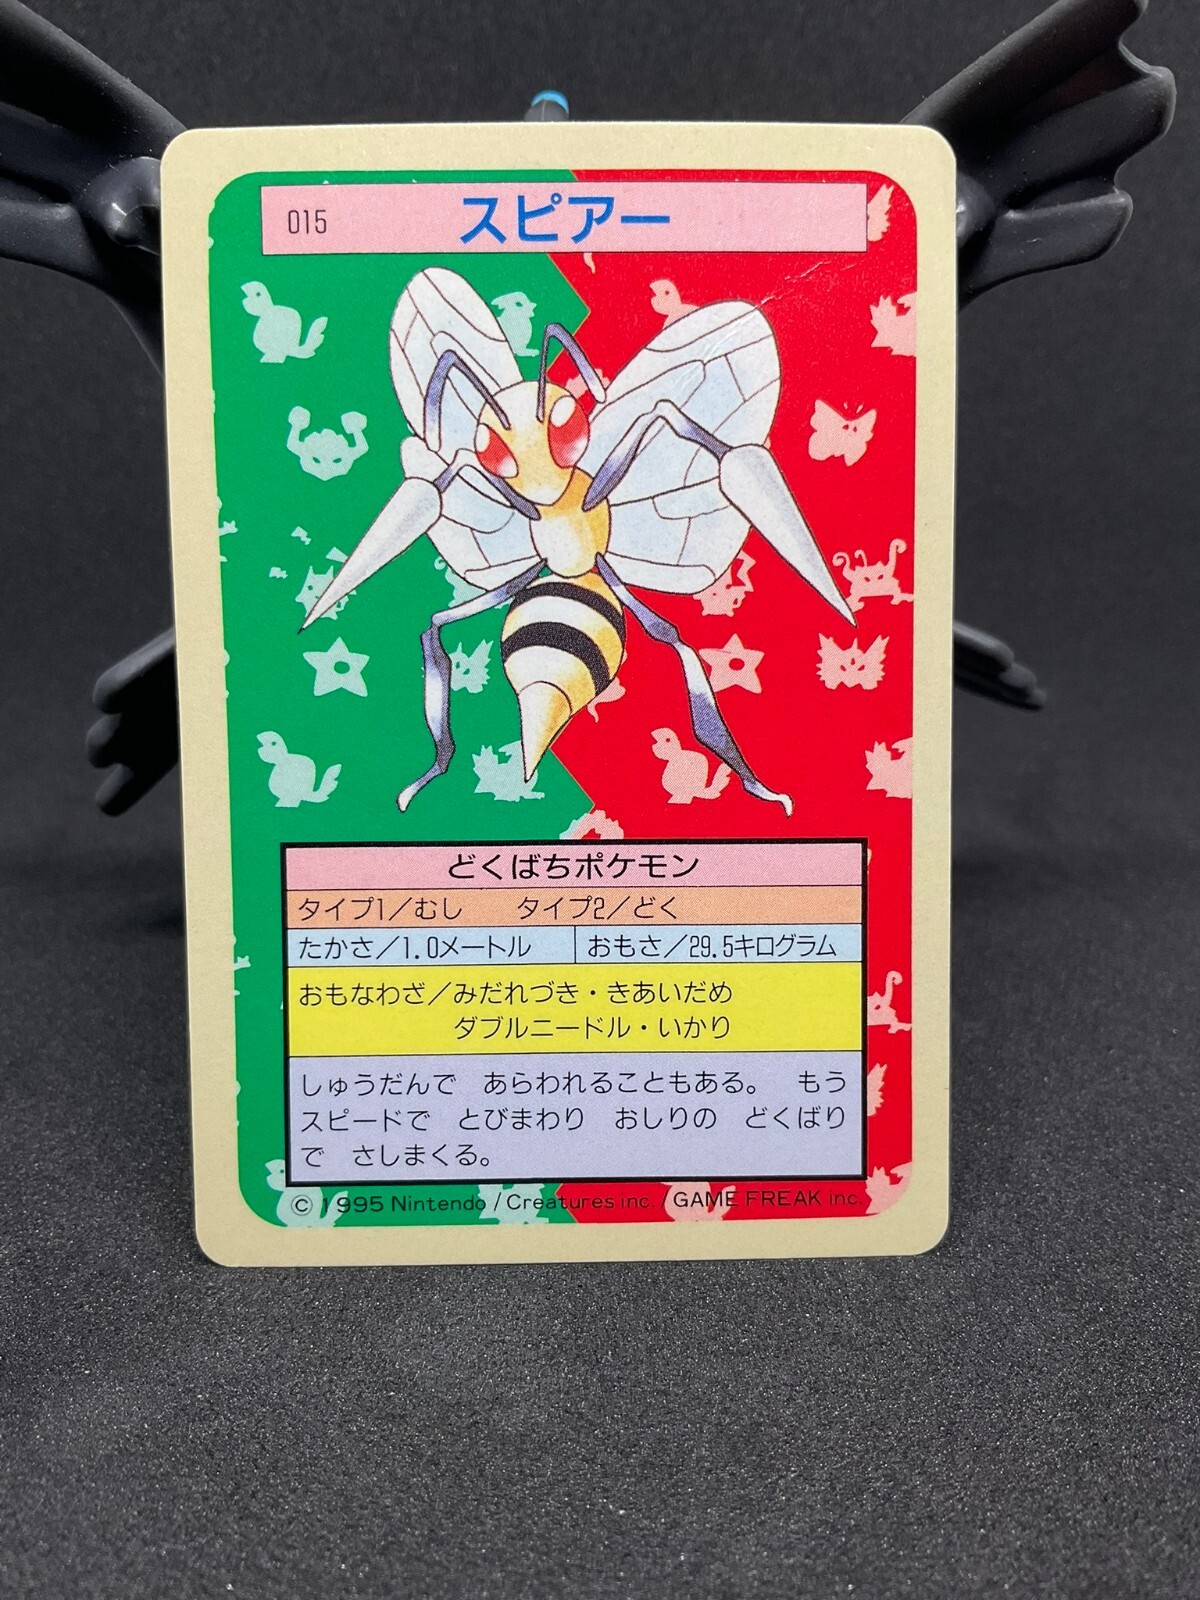 015 スピアー
どくばちポケモン
タイプ1／むし　タイプ2／どく
たかさ／1.0メートル　おもさ／29.5キログラム
おもなわざ／みだれづき・きあいだめ
ダブルニードル・いかり
しゅうだんで　あらわれることもある。　もう
スピードで　とびまわり　おしりの　どくばり
で　さしまくる。
© 1995 Nintendo / Creatures inc. / GAME FREAK inc.